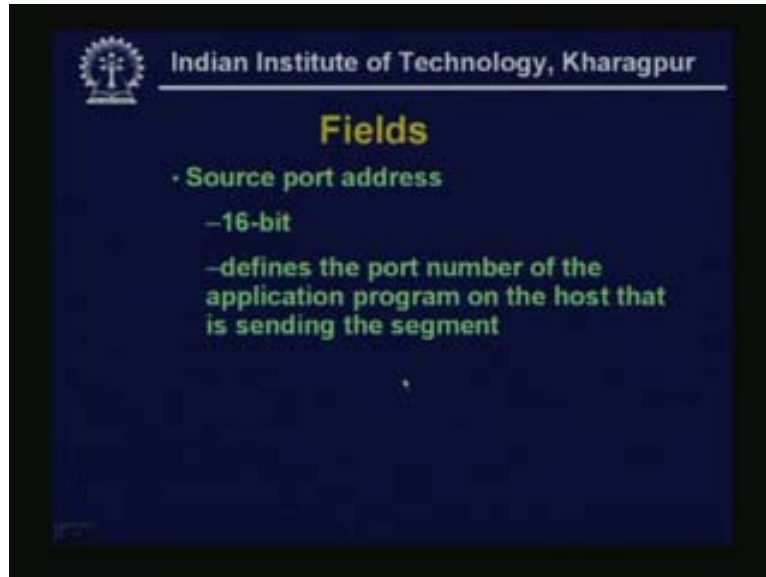 Indian Institute of Technology, Kharagpur
Fields
· Source port address
–16-bit
–defines the port number of the
application program on the host that
is sending the segment